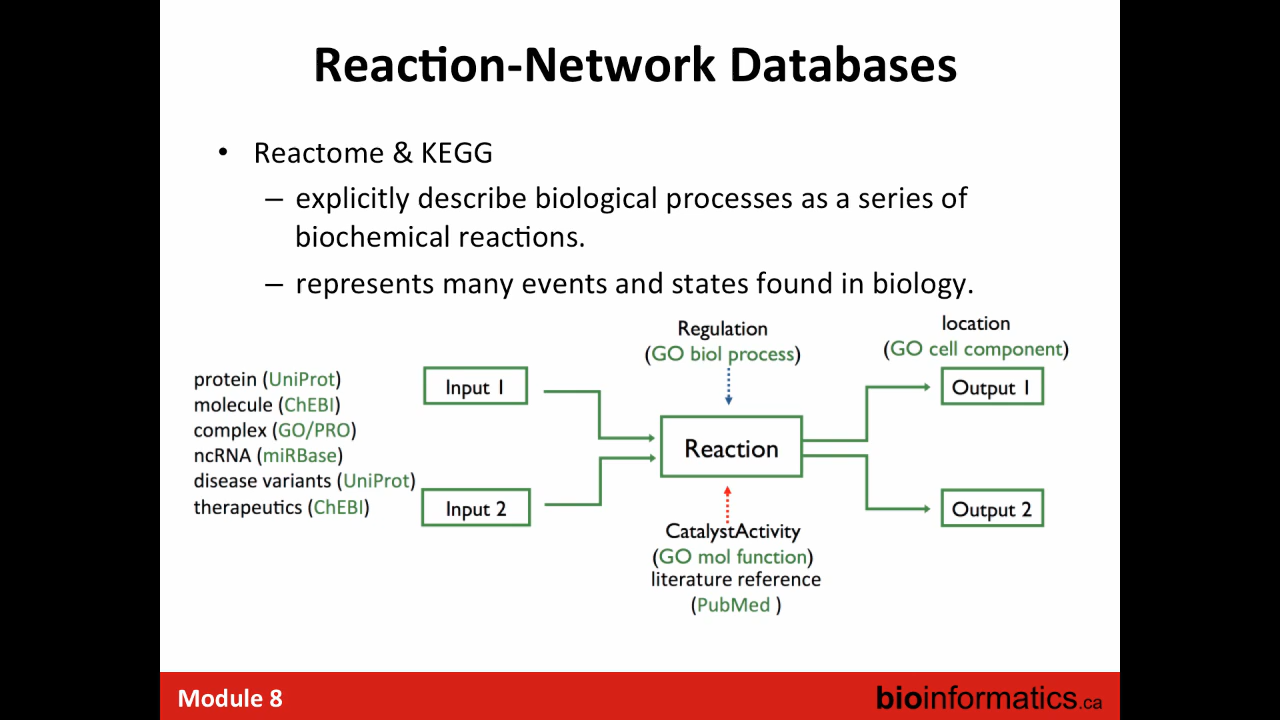 Reaction-Network Databases
• Reactome & KEGG
– explicitly describe biological processes as a series of
biochemical reactions.
– represents many events and states found in biology.
protein (UniProt)
molecule (ChEBI)
complex (GO/PRO)
ncRNA (miRBase)
disease variants (UniProt)
therapeutics (ChEBI)
Input 1
Input 2
Regulation
(GO biol process)
Reaction
CatalystActivity
(GO mol function)
literature reference
(PubMed )
location
(GO cell component)
Output 1
Output 2
Module 8
bioinformatics.ca